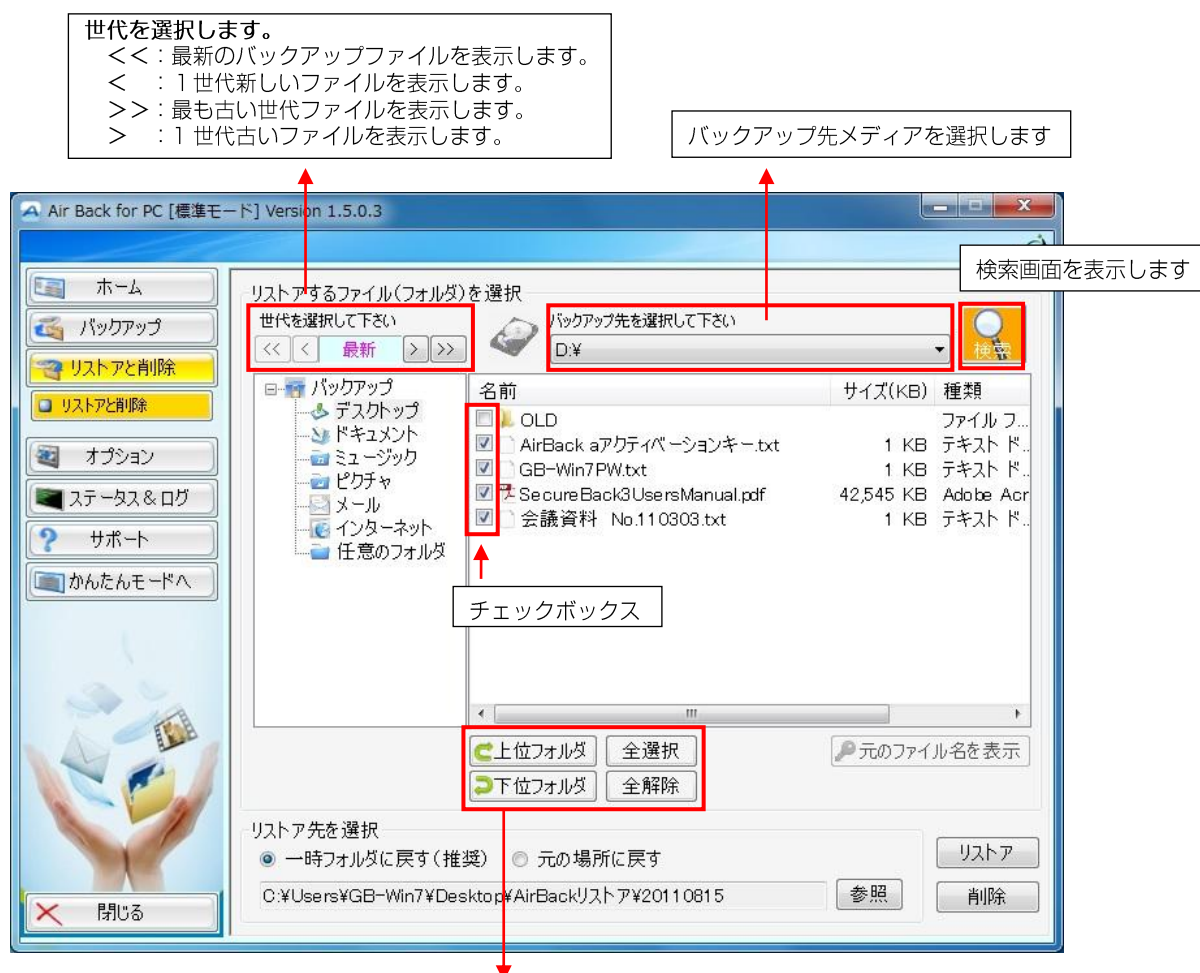 世代を選択します。
<<：最新のバックアップファイルを表示します。
<　：１世代新しいファイルを表示します。
>>：最も古い世代ファイルを表示します。
>　：１世代古いファイルを表示します。
バックアップ先メディアを選択します
Air Back for PC [標準モード] Version 1.5.0.3
検索画面を表示します
ホーム
バックアップ
リストアと削除
リストアと削除
オプション
ステータス＆ログ
サポート
かんたんモードへ
閉じる
リストアするファイル(フォルダ)を選択
世代を選択して下さい
<< < 最新 > >>
バックアップ先を選択して下さい
D:¥
検索
バックアップ
デスクトップ
ドキュメント
ミュージック
ピクチャ
メール
インターネット
任意のフォルダ
名前 サイズ(KB) 種類
OLD ファイル フ...
AirBack aアクティベーションキー.txt 1 KB テキスト ド...
GB-Win7PW.txt 1 KB テキスト ド...
SecureBack3UsersManual.pdf 42,545 KB Adobe Acr
会議資料　No.110303.txt 1 KB テキスト ド...
チェックボックス
上位フォルダ 全選択 元のファイル名を表示
下位フォルダ 全解除
リストア先を選択
一時フォルダに戻す(推奨) 元の場所に戻す リストア
C:¥Users¥GB-Win7¥Desktop¥AirBackリストア¥20110815 参照 削除